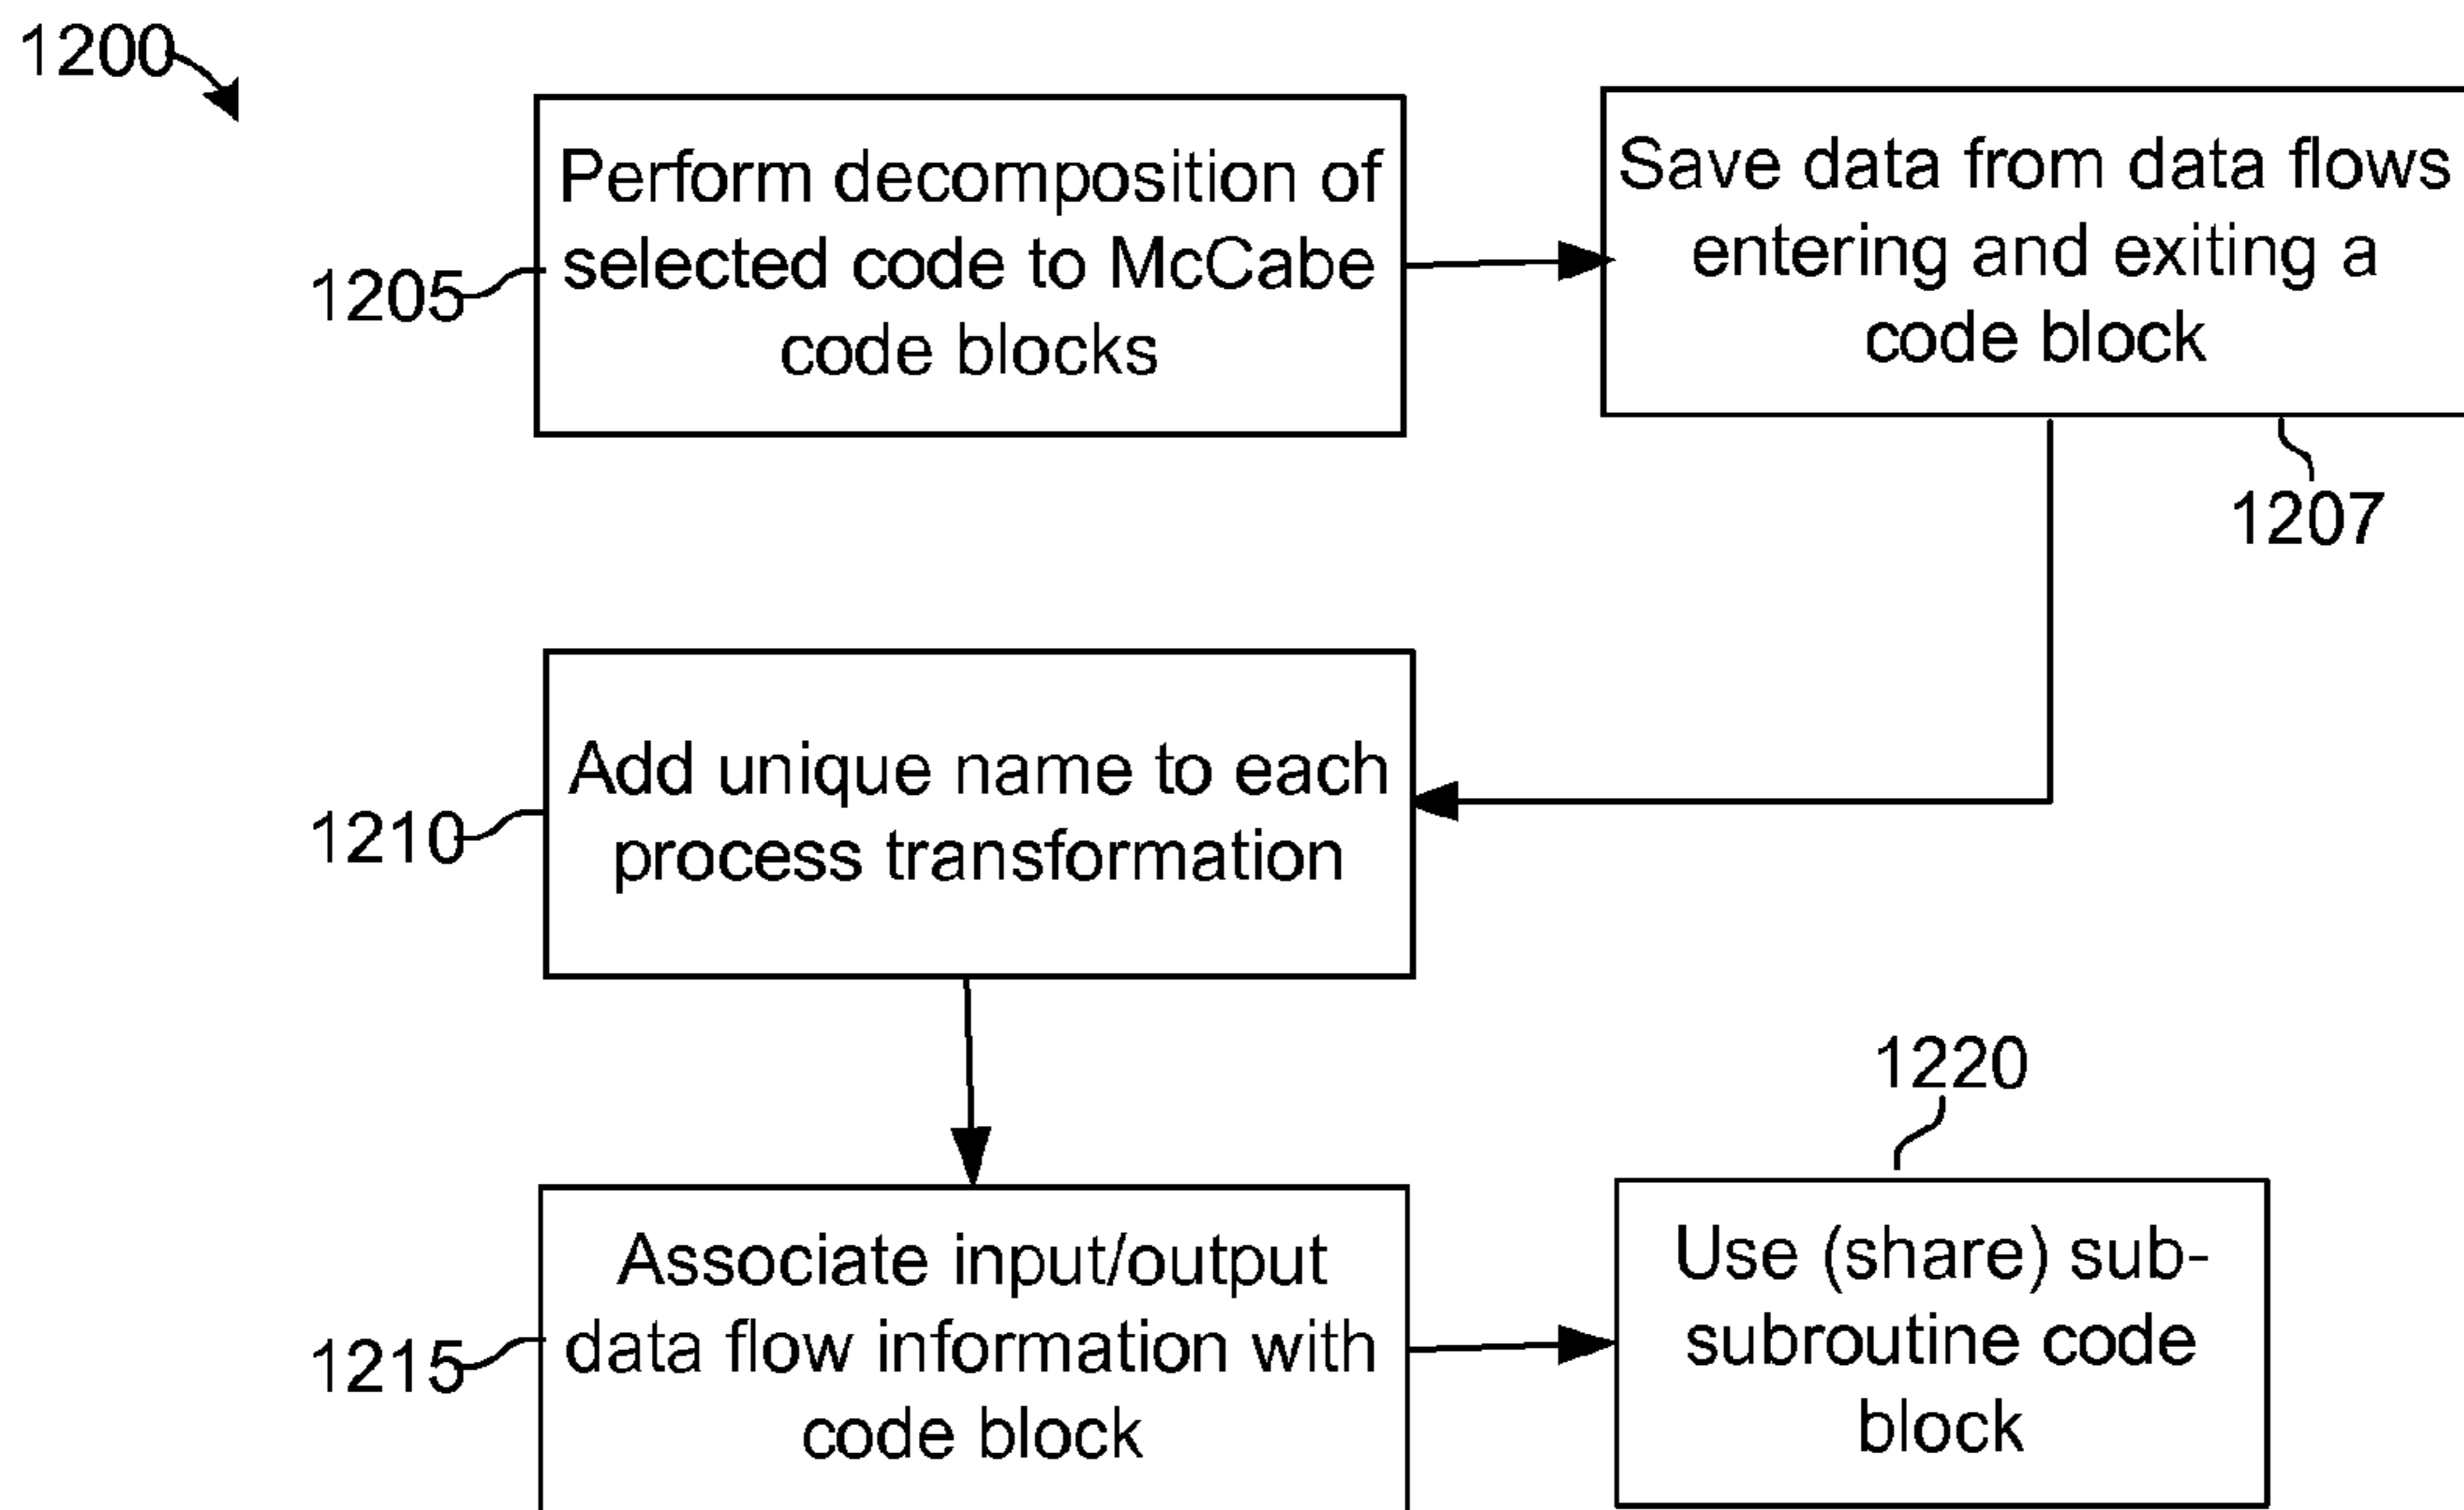 1200
Perform decomposition of
selected code to McCabe
code blocks
1205
Save data from data flows
entering and exiting a
code block
1207
Add unique name to each
process transformation
1210
Associate input/output
data flow information with
code block
1215
1220
Use (share) sub-
subroutine code
block